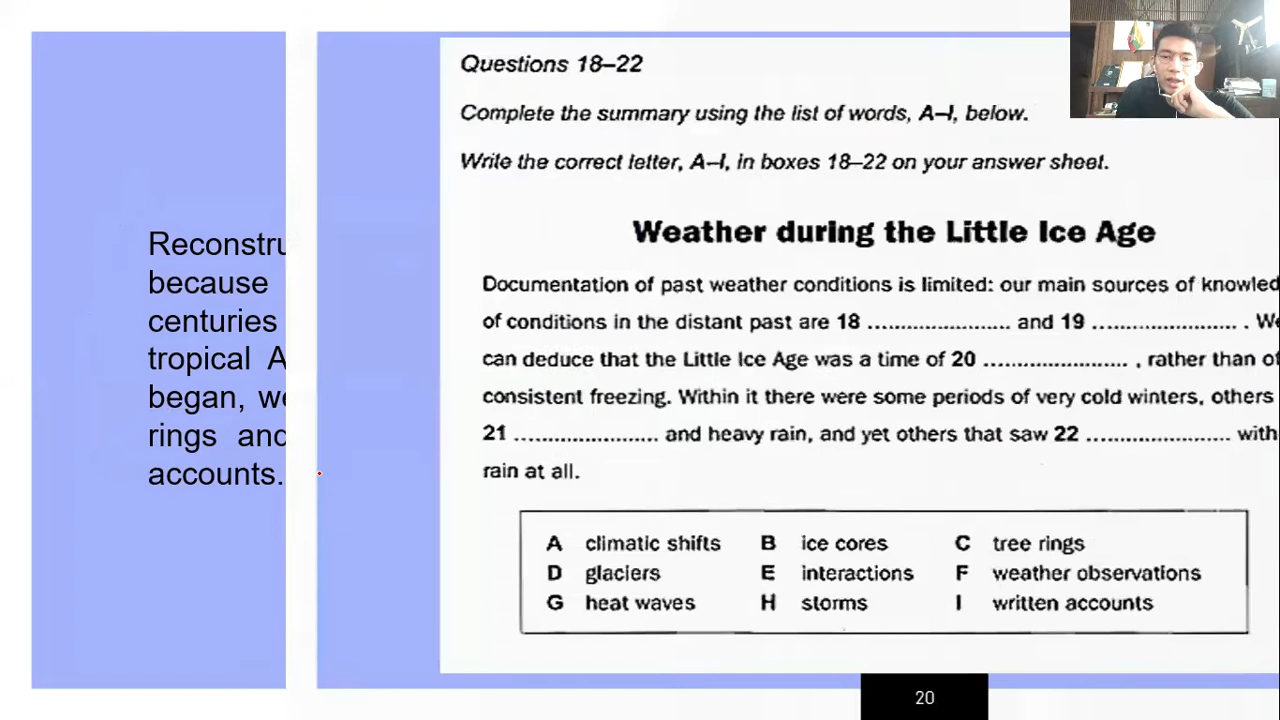 Reconstru
because
centuries
tropical A
began, we
rings and
accounts.
Questions 18–22
Complete the summary using the list of words, A–I, below.
Write the correct letter, A–I, in boxes 18–22 on your answer sheet.
Weather during the Little Ice Age
Documentation of past weather conditions is limited: our main sources of knowled
of conditions in the distant past are 18 ........................ and 19 ........................ . We
can deduce that the Little Ice Age was a time of 20 ........................ , rather than of
consistent freezing. Within it there were some periods of very cold winters, others
21 ........................ and heavy rain, and yet others that saw 22 ........................ with
rain at all.
A climatic shifts B ice cores C tree rings
D glaciers E interactions F weather observations
G heat waves H storms I written accounts
20